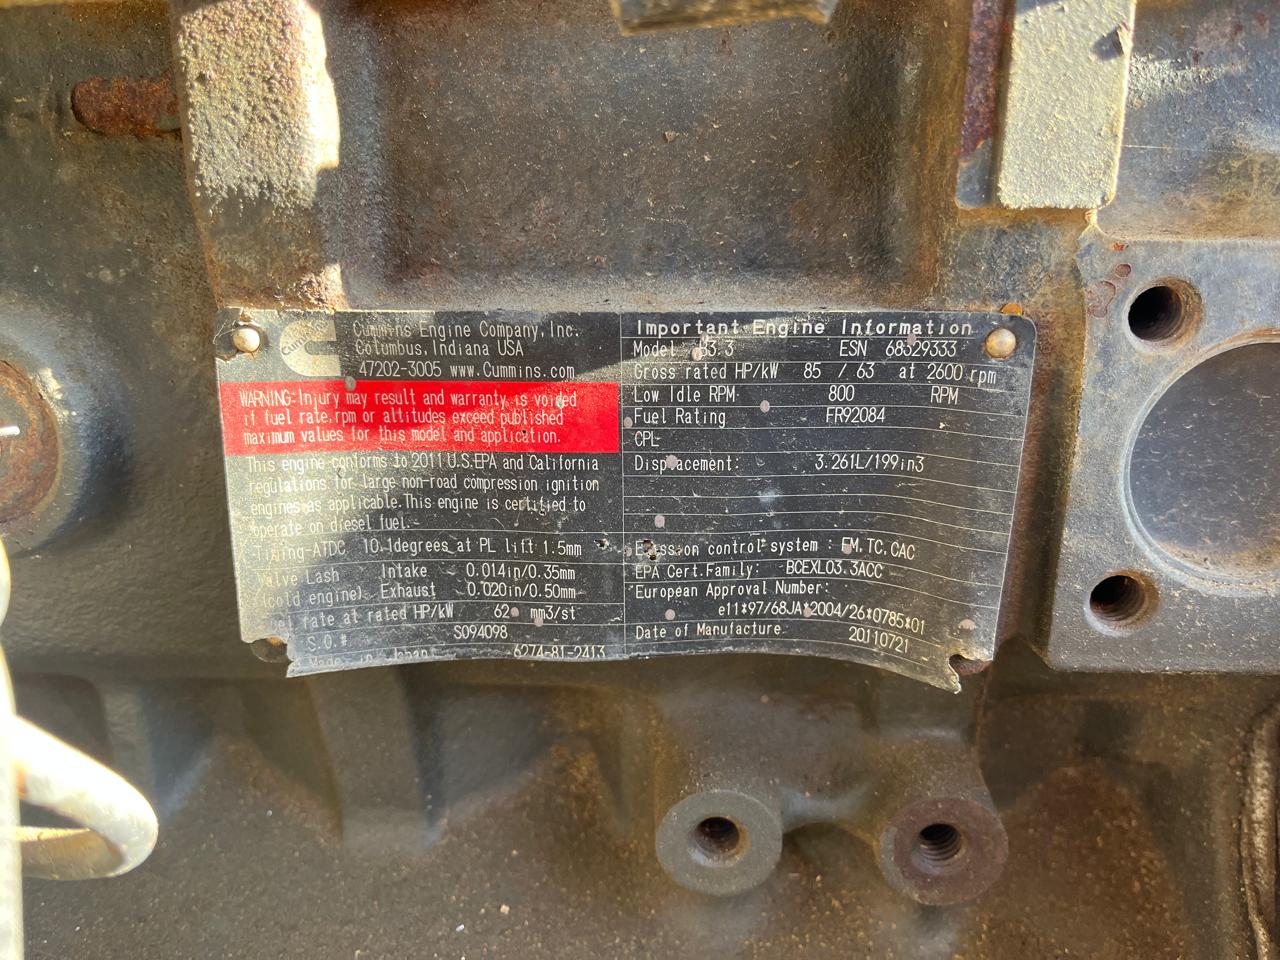 Cummins
Cummins Engine Company, Inc.
Columbus, Indiana USA
47202-3005 www.Cummins.com
WARNING: Injury may result and warranty is voided
if fuel rate, rpm or altitudes exceed published
maximum values for this model and application.
This engine conforms to 2011 U.S.EPA and California
regulations for large non-road compression ignition
engines as applicable. This engine is certified to
operate on diesel fuel.
Timing-ATDC 10.1degrees at PL lift 1.5mm
Valve Lash Intake 0.014in/0.35mm
(cold engine) Exhaust 0.020in/0.50mm
Fuel rate at rated HP/kW 62 mm3/st
S.O.# S094098
Made in Japan 6274-81-2413
Important Engine Information
Model B3.3 ESN 68529333
Gross rated HP/kW 85 / 63 at 2600 rpm
Low Idle RPM 800 RPM
Fuel Rating FR92084
CPL
Displacement: 3.261L/199in3
Emission control system : EM, TC, CAC
EPA Cert.Family: BCEXL03.3ACC
European Approval Number:
e11*97/68JA*2004/26*0785*01
Date of Manufacture 20110721